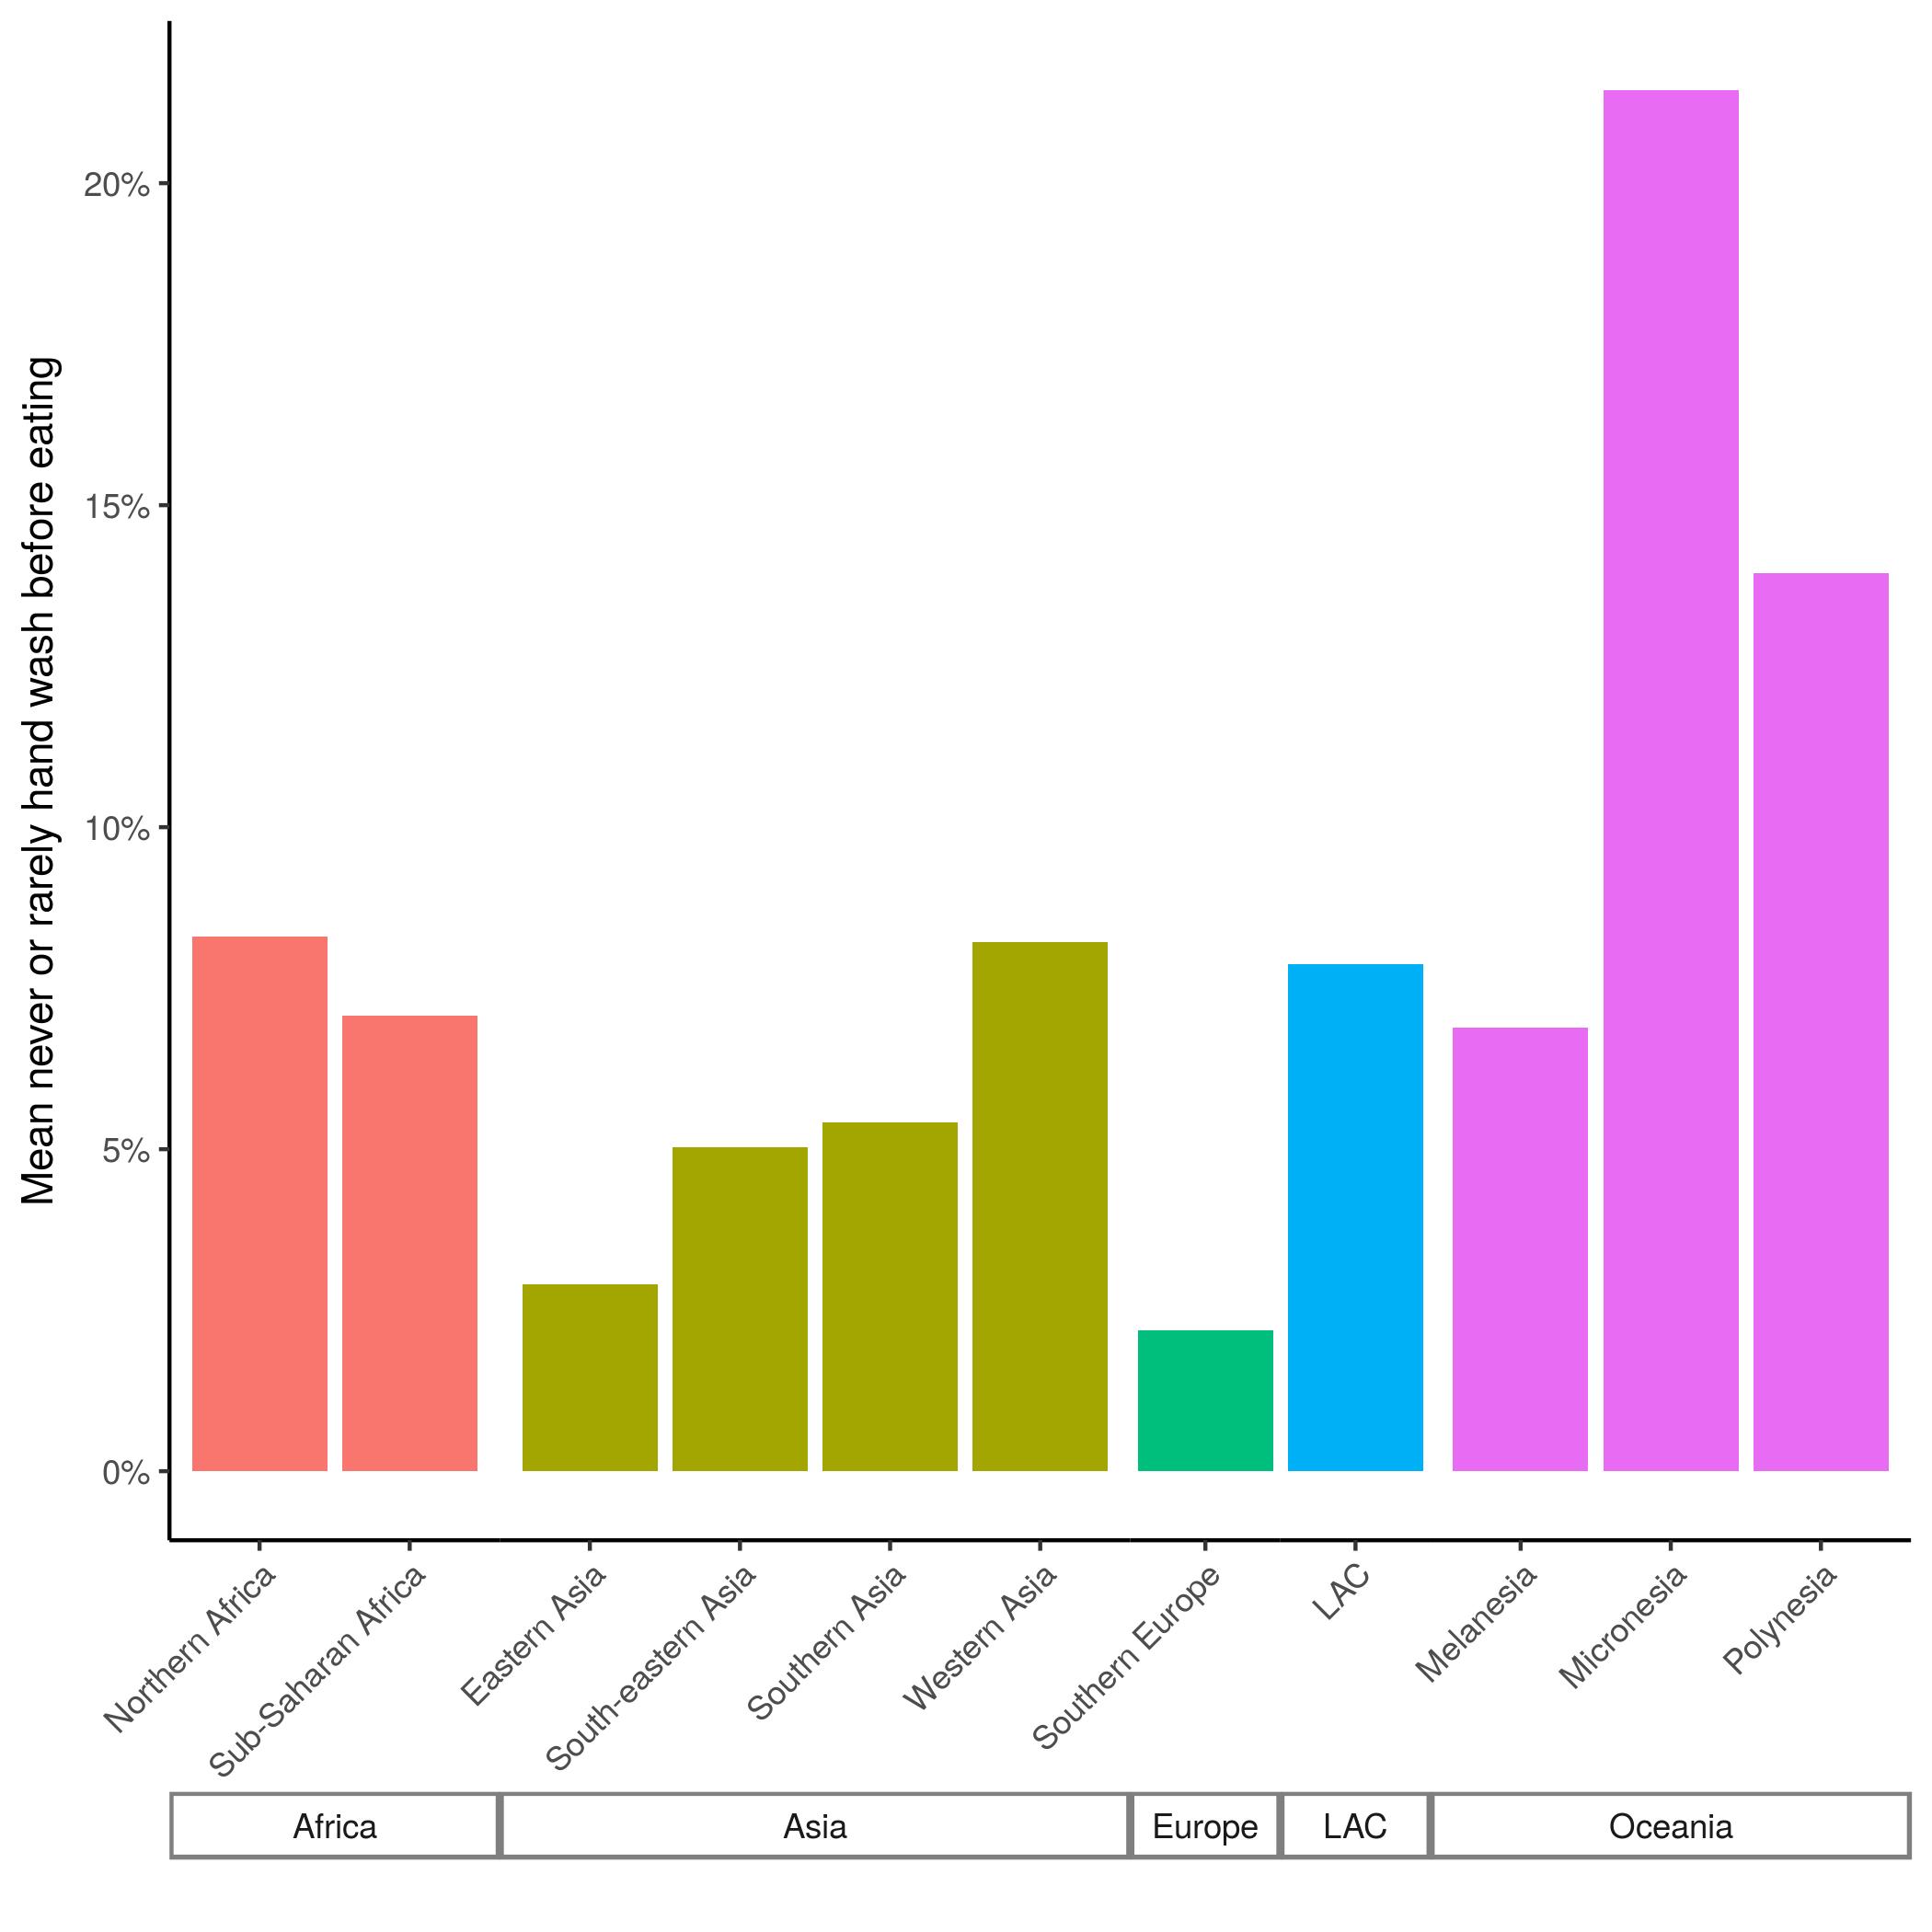 Mean never or rarely hand wash before eating
20%
15%
10%
5%
0%
Northern Africa
Sub-Saharan Africa
Eastern Asia
South-eastern Asia
Southern Asia
Western Asia
Southern Europe
LAC
Melanesia
Micronesia
Polynesia
Africa
Asia
Europe
LAC
Oceania